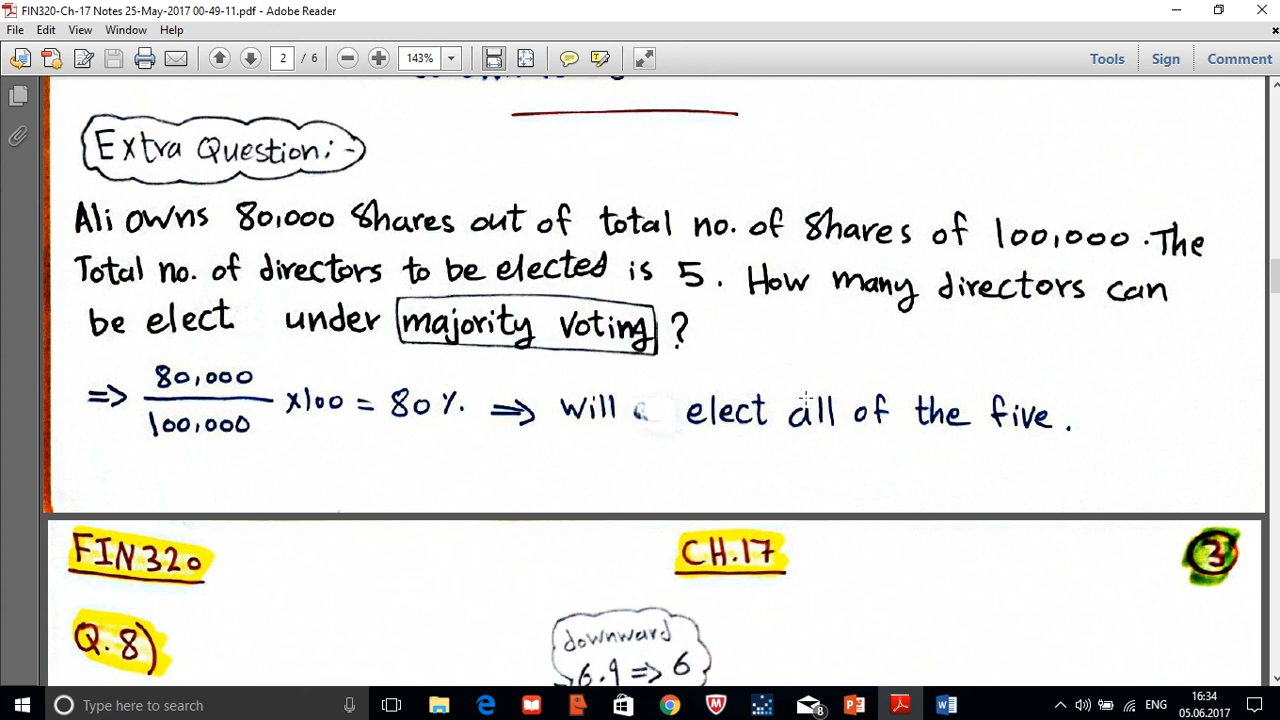 FIN320-Ch-17 Notes 25-May-2017 00-49-11.pdf - Adobe Reader
File Edit View Window Help
2 / 6 143% Tools Sign Comment
Extra Question:-
Ali owns 80,000 shares out of total no. of shares of 100,000. The
Total no. of directors to be elected is 5. How many directors can
be elect under majority voting ?
⇒ 80,000
100,000 ×100 = 80%. ⇒ will elect all of the five.
FIN320 CH.17 3
Q.8)
downward
6.9 ⇒ 6
Type here to search
8
ENG
16:34
05.06.2017